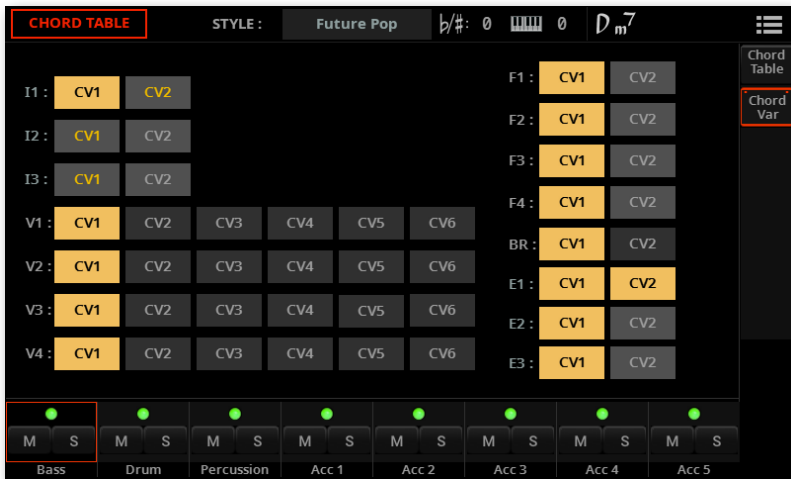 CHORD TABLE STYLE : Future Pop b/#: 0 0 Dm7
Chord
Table
Chord
Var
I1 : CV1 CV2
I2 : CV1 CV2
I3 : CV1 CV2
V1 : CV1 CV2 CV3 CV4 CV5 CV6
V2 : CV1 CV2 CV3 CV4 CV5 CV6
V3 : CV1 CV2 CV3 CV4 CV5 CV6
V4 : CV1 CV2 CV3 CV4 CV5 CV6
F1 : CV1 CV2
F2 : CV1 CV2
F3 : CV1 CV2
F4 : CV1 CV2
BR : CV1 CV2
E1 : CV1 CV2
E2 : CV1 CV2
E3 : CV1 CV2
M S M S M S M S M S M S M S M S
Bass Drum Percussion Acc 1 Acc 2 Acc 3 Acc 4 Acc 5